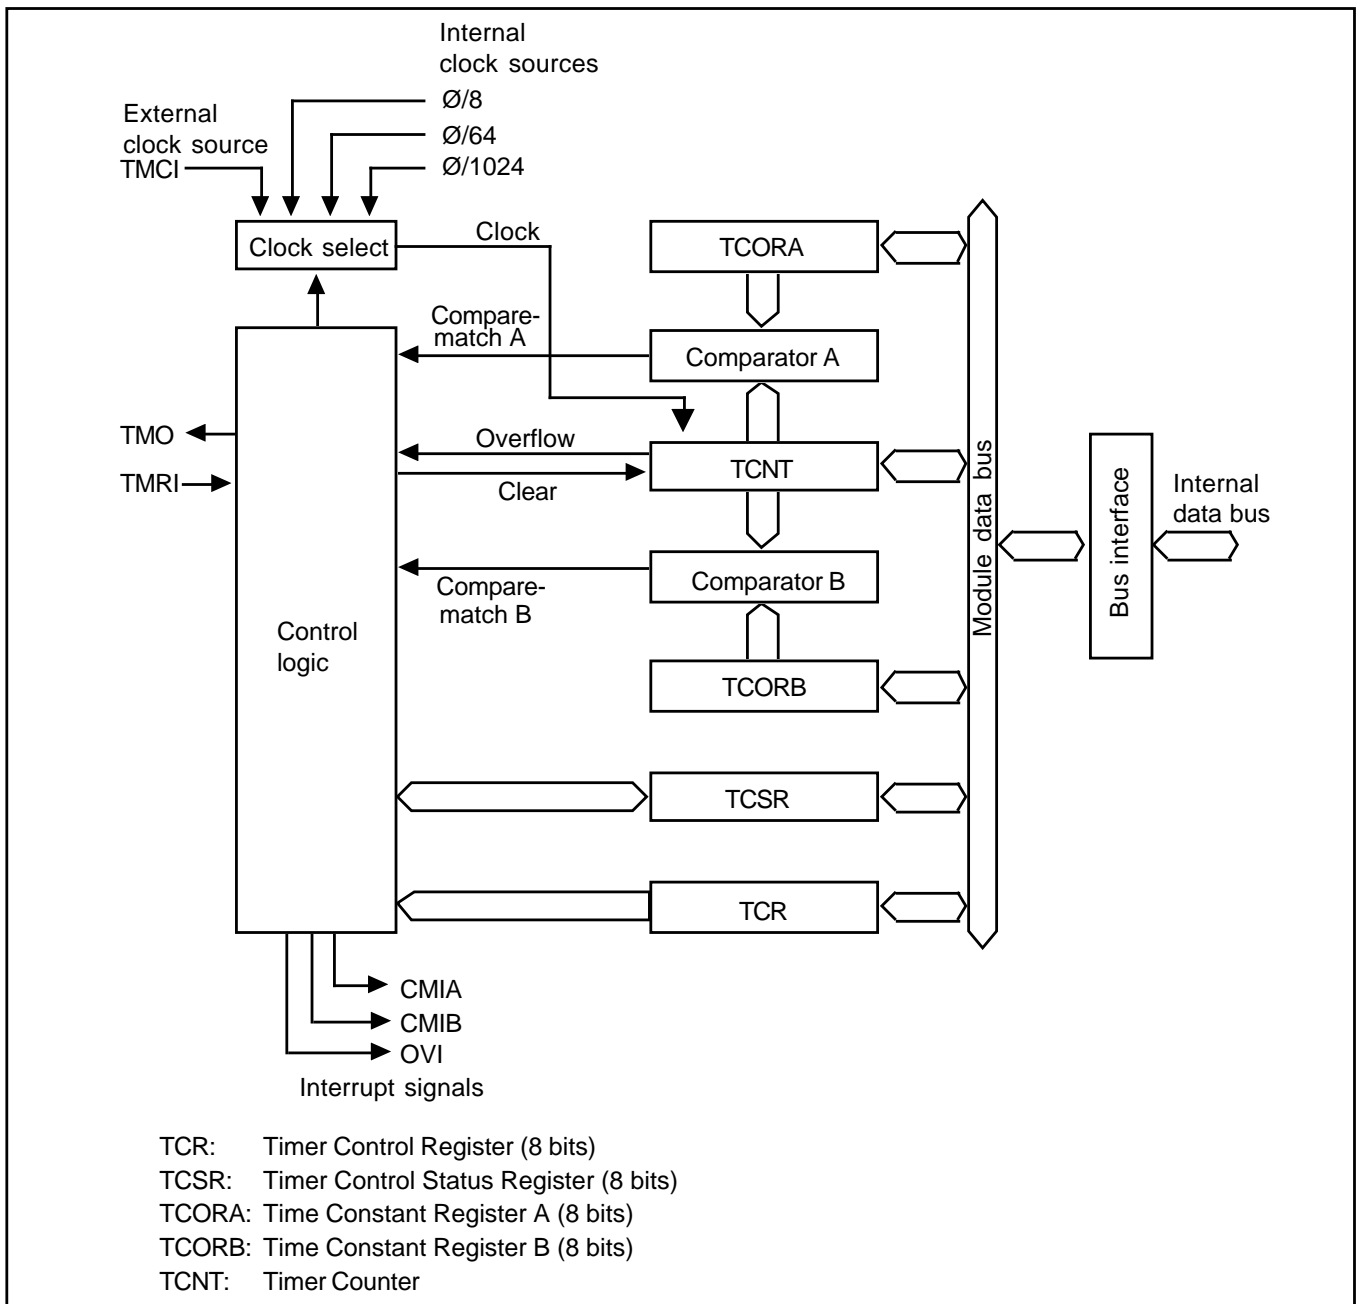 Internal
clock sources
Ø/8
External
clock source
Ø/64
TMCI
Ø/1024
Clock select
Clock
TCORA
Compare-
match A
Comparator A
TMO
Overflow
TCNT
TMRI
Clear
Module data bus
Bus interface
Internal
data bus
Compare-
match B
Comparator B
Control
logic
TCORB
TCSR
TCR
CMIA
CMIB
OVI
Interrupt signals
TCR: Timer Control Register (8 bits)
TCSR: Timer Control Status Register (8 bits)
TCORA: Time Constant Register A (8 bits)
TCORB: Time Constant Register B (8 bits)
TCNT: Timer Counter